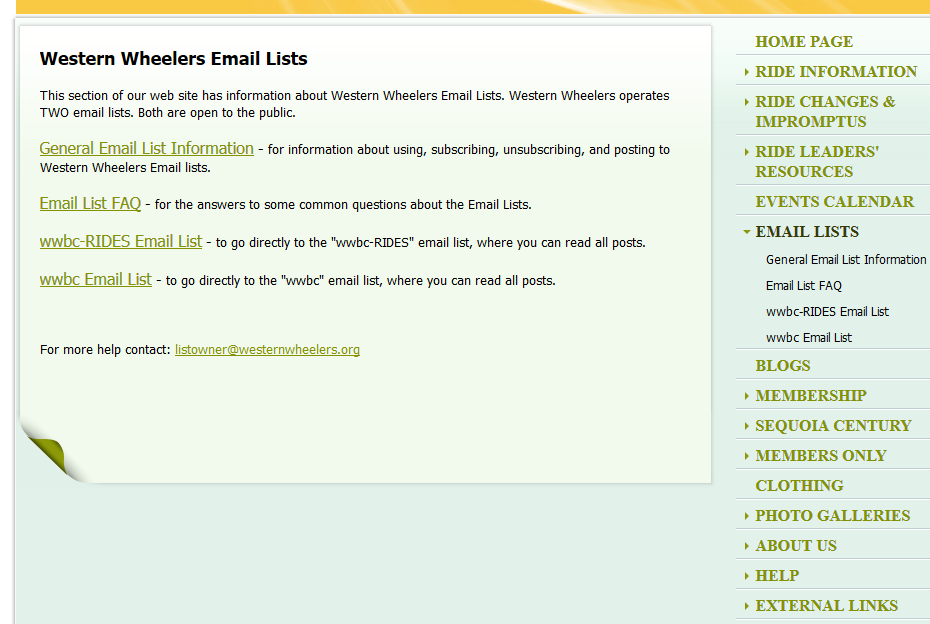 Western Wheelers Email Lists
This section of our web site has information about Western Wheelers Email Lists. Western Wheelers operates
TWO email lists. Both are open to the public.
General Email List Information - for information about using, subscribing, unsubscribing, and posting to
Western Wheelers Email lists.
Email List FAQ - for the answers to some common questions about the Email Lists.
wwbc-RIDES Email List - to go directly to the "wwbc-RIDES" email list, where you can read all posts.
wwbc Email List - to go directly to the "wwbc" email list, where you can read all posts.
For more help contact: listowner@westernwheelers.org
HOME PAGE
RIDE INFORMATION
RIDE CHANGES &
IMPROMPTUS
RIDE LEADERS'
RESOURCES
EVENTS CALENDAR
EMAIL LISTS
General Email List Information
Email List FAQ
wwbc-RIDES Email List
wwbc Email List
BLOGS
MEMBERSHIP
SEQUOIA CENTURY
MEMBERS ONLY
CLOTHING
PHOTO GALLERIES
ABOUT US
HELP
EXTERNAL LINKS